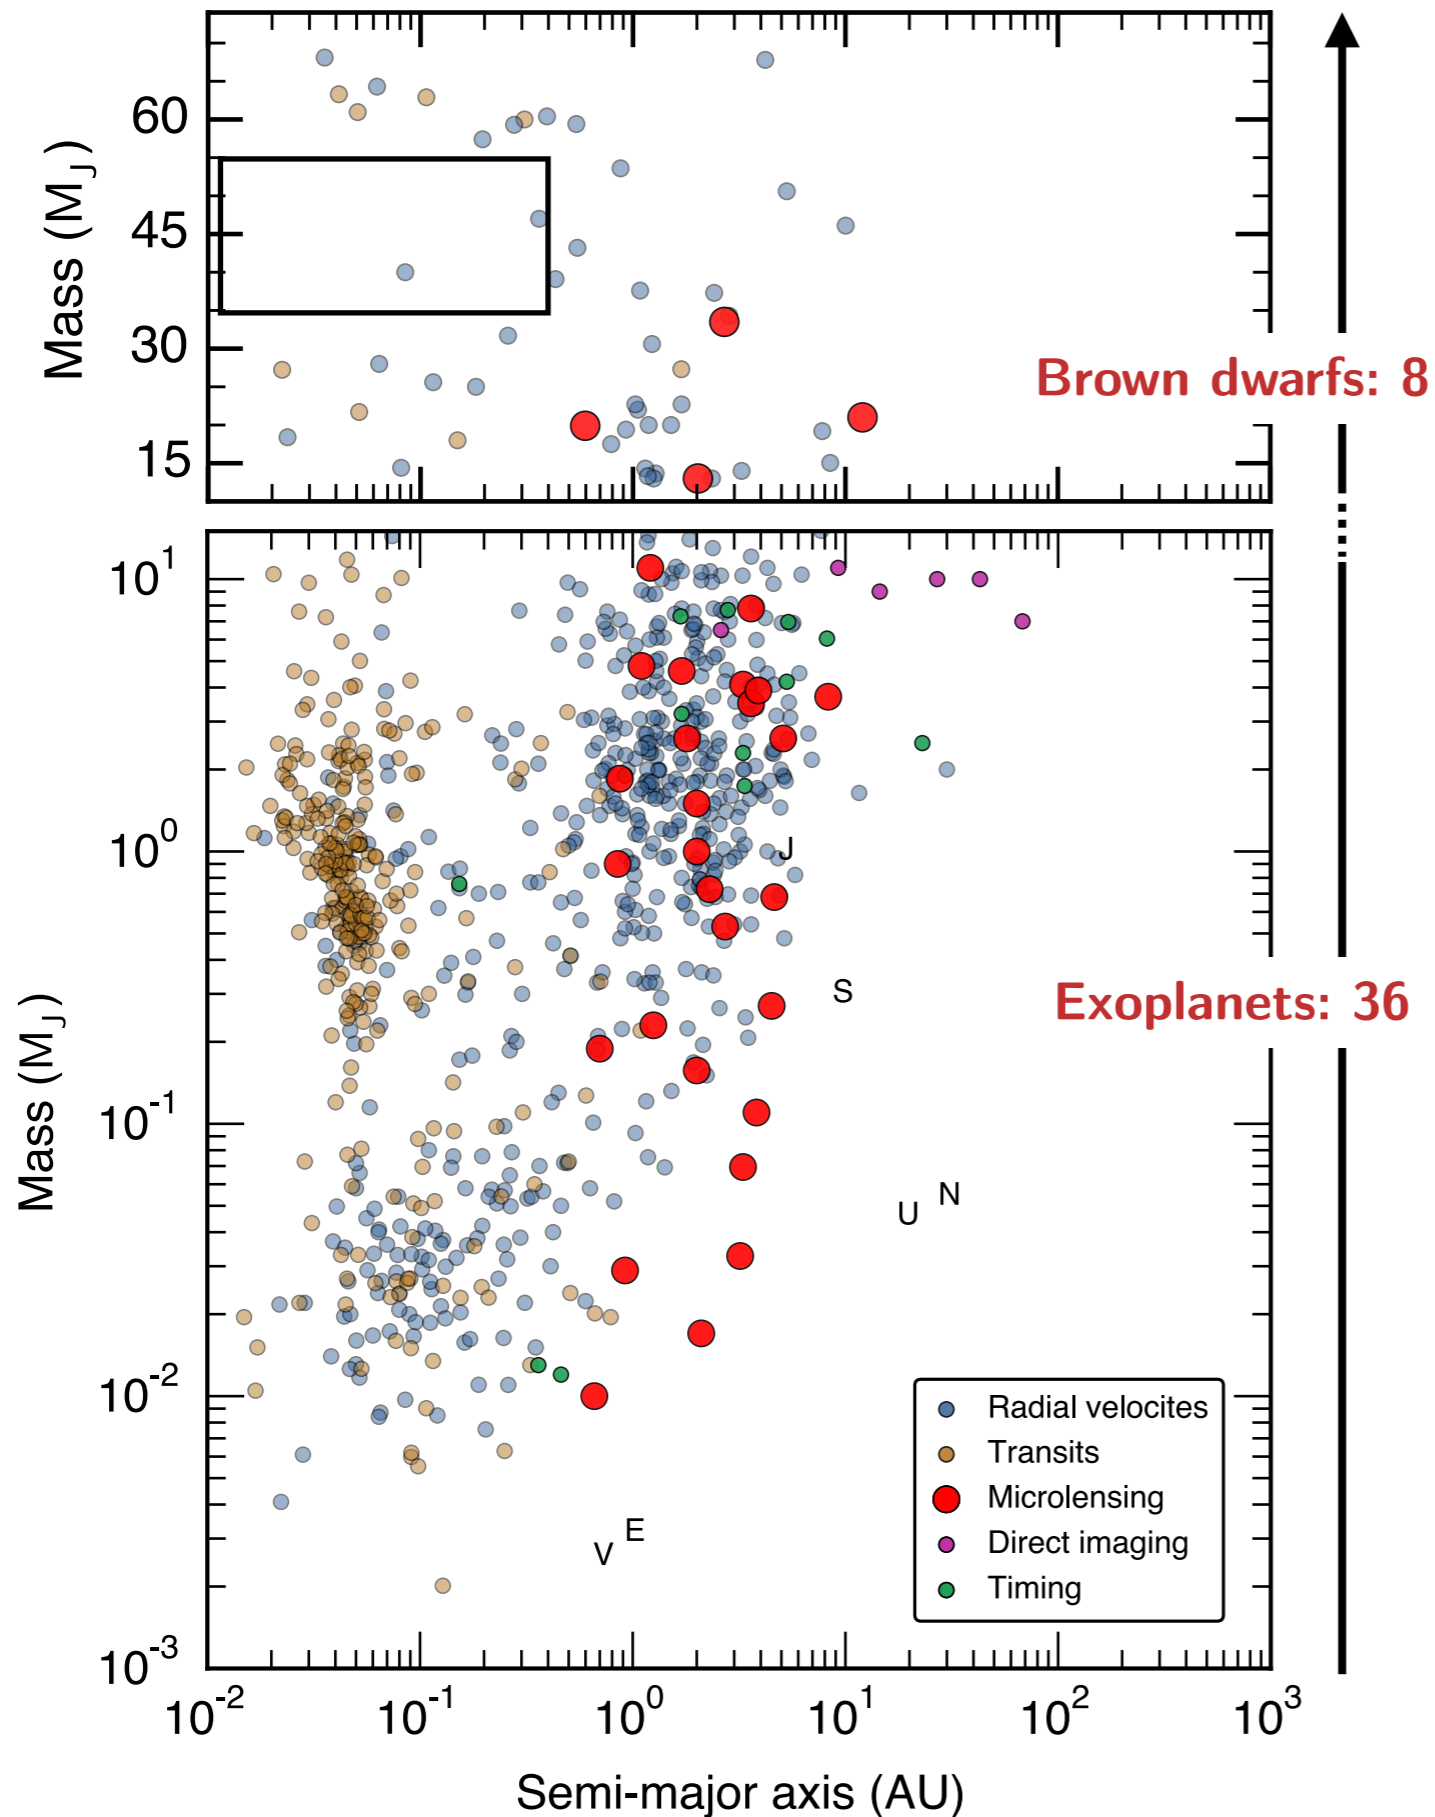 Mass (M_J)
60
45
30
15
Brown dwarfs: 8
Mass (M_J)
10^1
10^0
10^-1
10^-2
10^-3
J
S
U
N
E
V
Exoplanets: 36
Radial velocites
Transits
Microlensing
Direct imaging
Timing
10^-2 10^-1 10^0 10^1 10^2 10^3
Semi-major axis (AU)